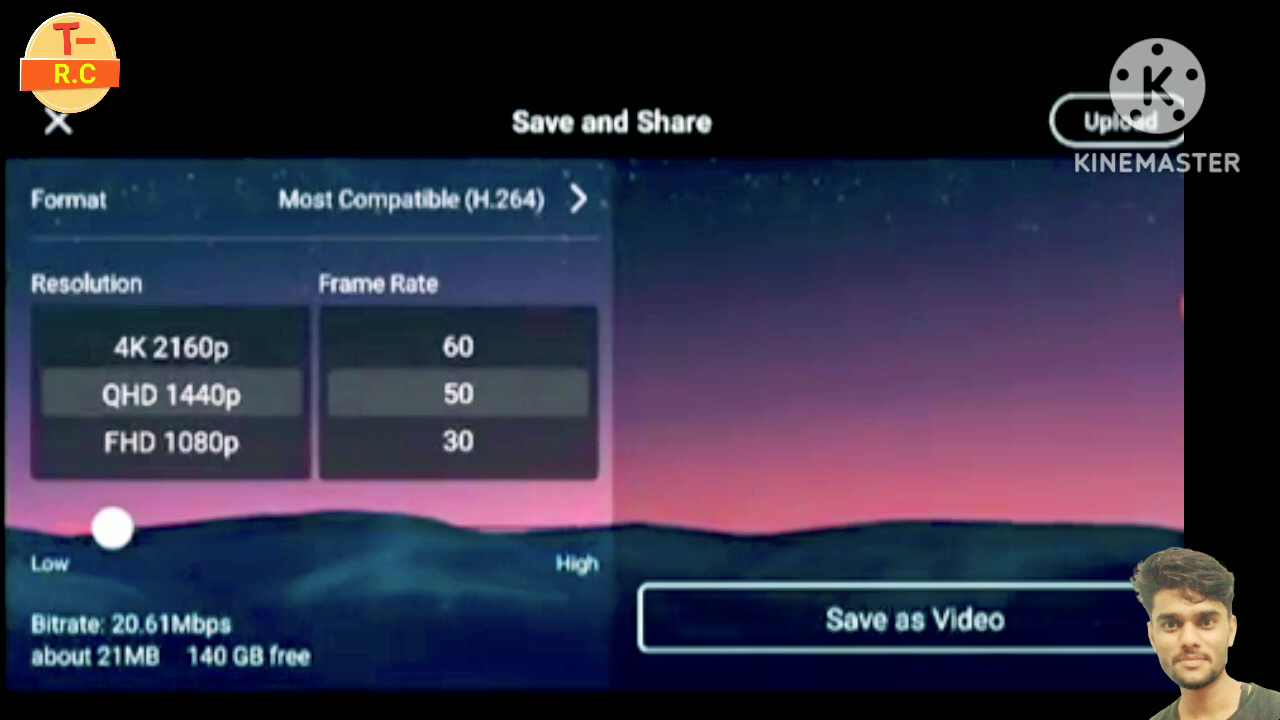 T-
R.C
Save and Share
Upload
K
KINEMASTER
Format
Most Compatible (H.264)
Resolution
Frame Rate
4K 2160p
60
QHD 1440p
50
FHD 1080p
30
Low
High
Bitrate: 20.61Mbps
about 21MB 140 GB free
Save as Video